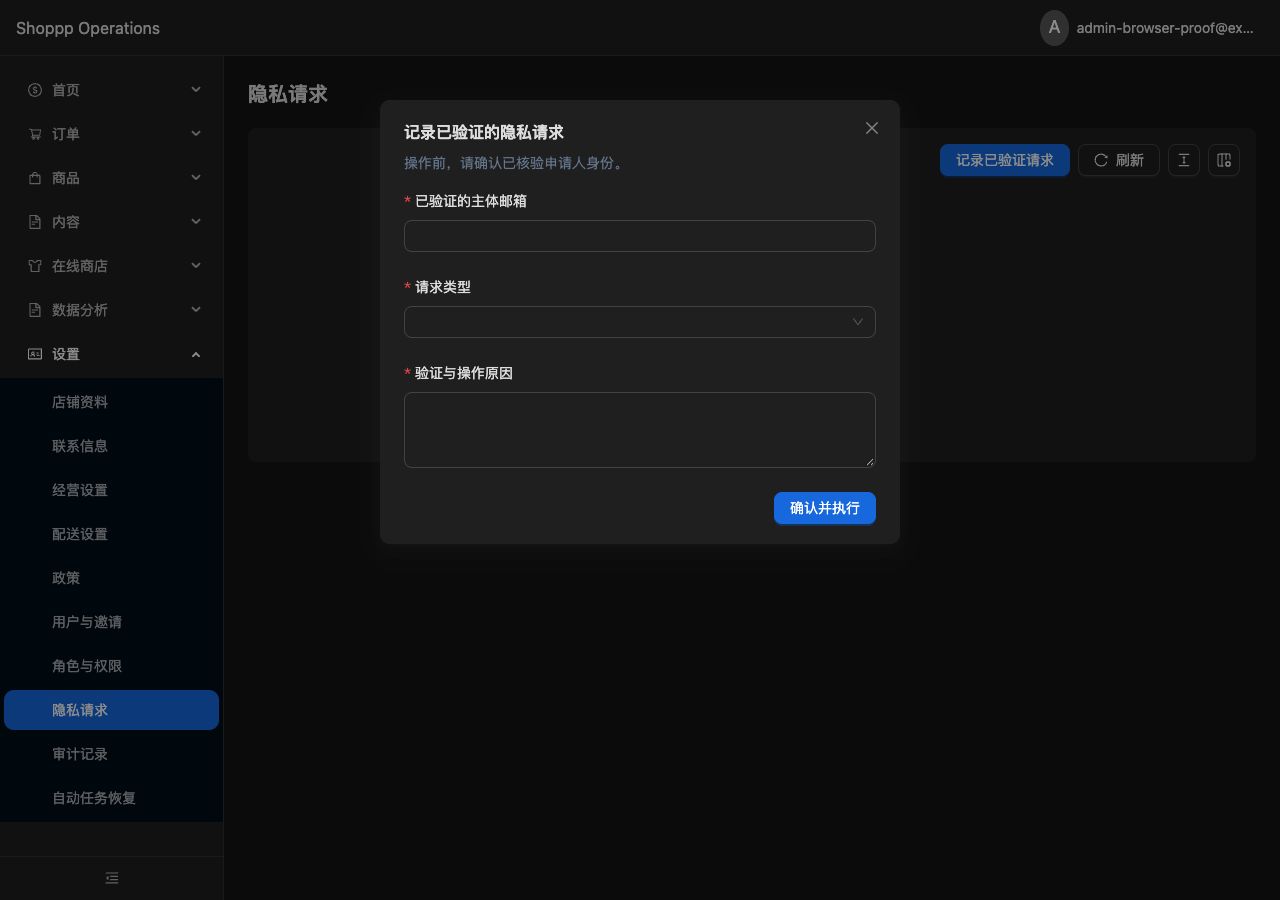 Shoppp Operations
A
admin-browser-proof@ex...
首页
订单
商品
内容
在线商店
数据分析
设置
店铺资料
联系信息
经营设置
配送设置
政策
用户与邀请
角色与权限
隐私请求
审计记录
自动任务恢复
隐私请求
记录已验证请求
刷新
记录已验证的隐私请求
操作前，请确认已核验申请人身份。
* 已验证的主体邮箱
* 请求类型
* 验证与操作原因
确认并执行